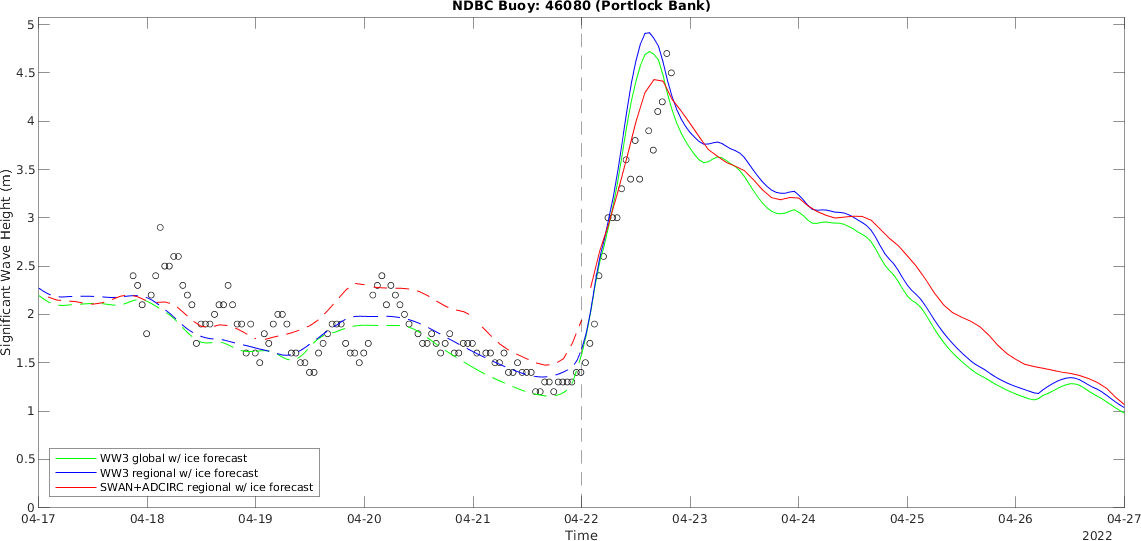 NDBC Buoy: 46080 (Portlock Bank)
5
4.5
4
3.5
3
2.5
2
1.5
1
0.5
0
Significant Wave Height (m)
WW3 global w/ ice forecast
WW3 regional w/ ice forecast
SWAN+ADCIRC regional w/ ice forecast
04-17 04-18 04-19 04-20 04-21 04-22 04-23 04-24 04-25 04-26 04-27
Time
2022